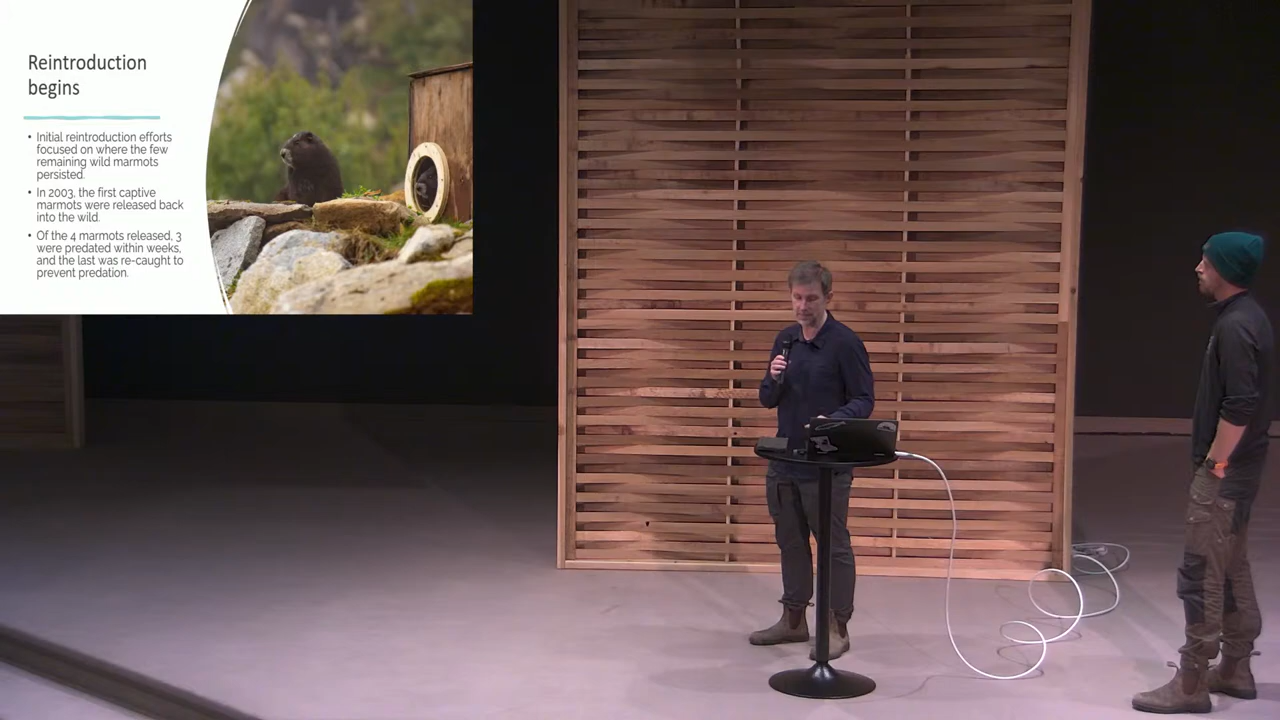 Reintroduction
begins
• Initial reintroduction efforts
focused on where the few
remaining wild marmots
persisted.
• In 2003, the first captive
marmots were released back
into the wild.
• Of the 4 marmots released, 3
were predated within weeks,
and the last was re-caught to
prevent predation.